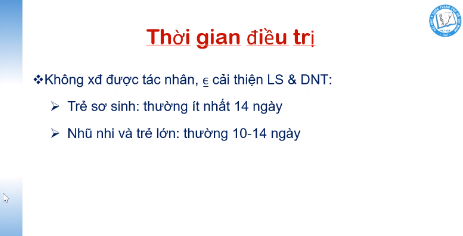 Thời gian điều trị
❖Không xđ được tác nhân, ϵ cải thiện LS & DNT:
➢ Trẻ sơ sinh: thường ít nhất 14 ngày
➢ Nhũ nhi và trẻ lớn: thường 10-14 ngày